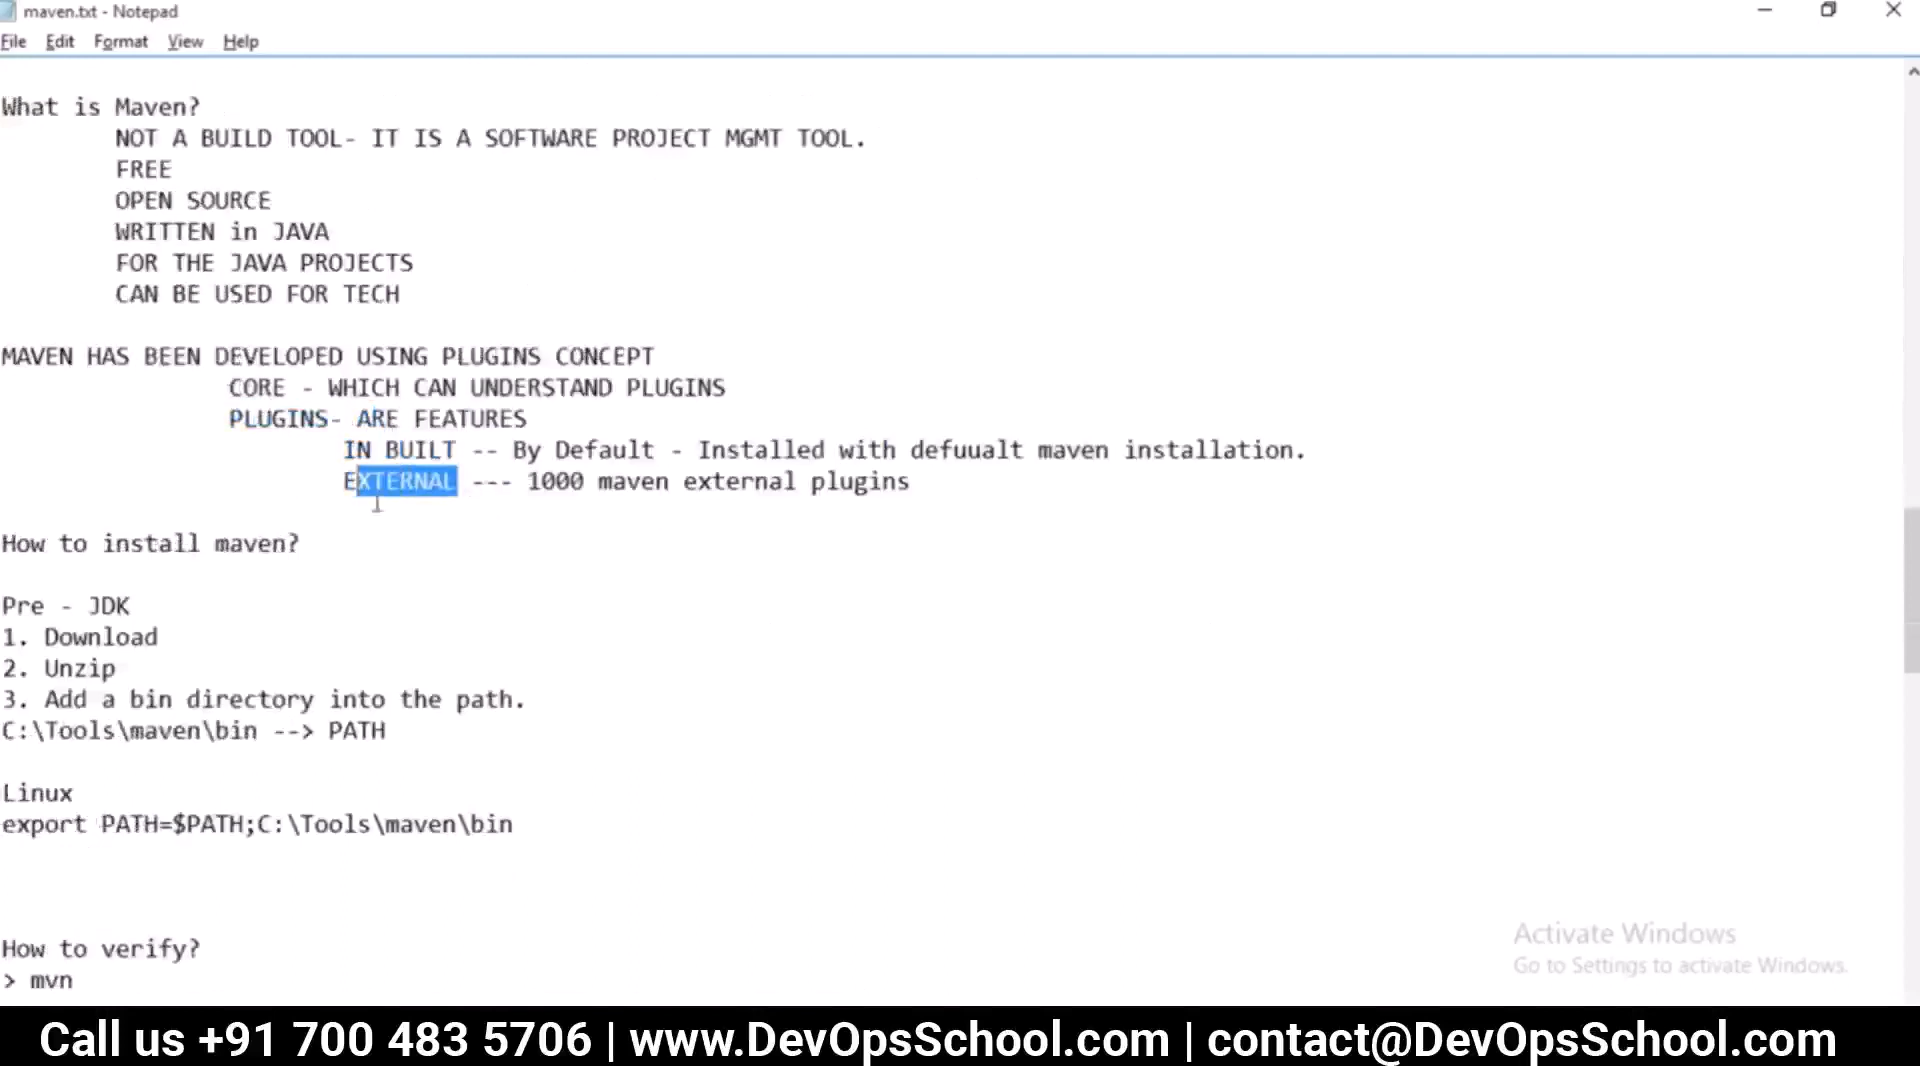 maven.txt - Notepad
File Edit Format View Help
What is Maven?
NOT A BUILD TOOL- IT IS A SOFTWARE PROJECT MGMT TOOL.
FREE
OPEN SOURCE
WRITTEN in JAVA
FOR THE JAVA PROJECTS
CAN BE USED FOR TECH
MAVEN HAS BEEN DEVELOPED USING PLUGINS CONCEPT
CORE - WHICH CAN UNDERSTAND PLUGINS
PLUGINS- ARE FEATURES
IN BUILT -- By Default - Installed with defuualt maven installation.
EXTERNAL --- 1000 maven external plugins
How to install maven?
Pre - JDK
1. Download
2. Unzip
3. Add a bin directory into the path.
C:\Tools\maven\bin --> PATH
Linux
export PATH=$PATH;C:\Tools\maven\bin
How to verify?
> mvn
Activate Windows
Go to Settings to activate Windows.
Call us +91 700 483 5706 | www.DevOpsSchool.com | contact@DevOpsSchool.com